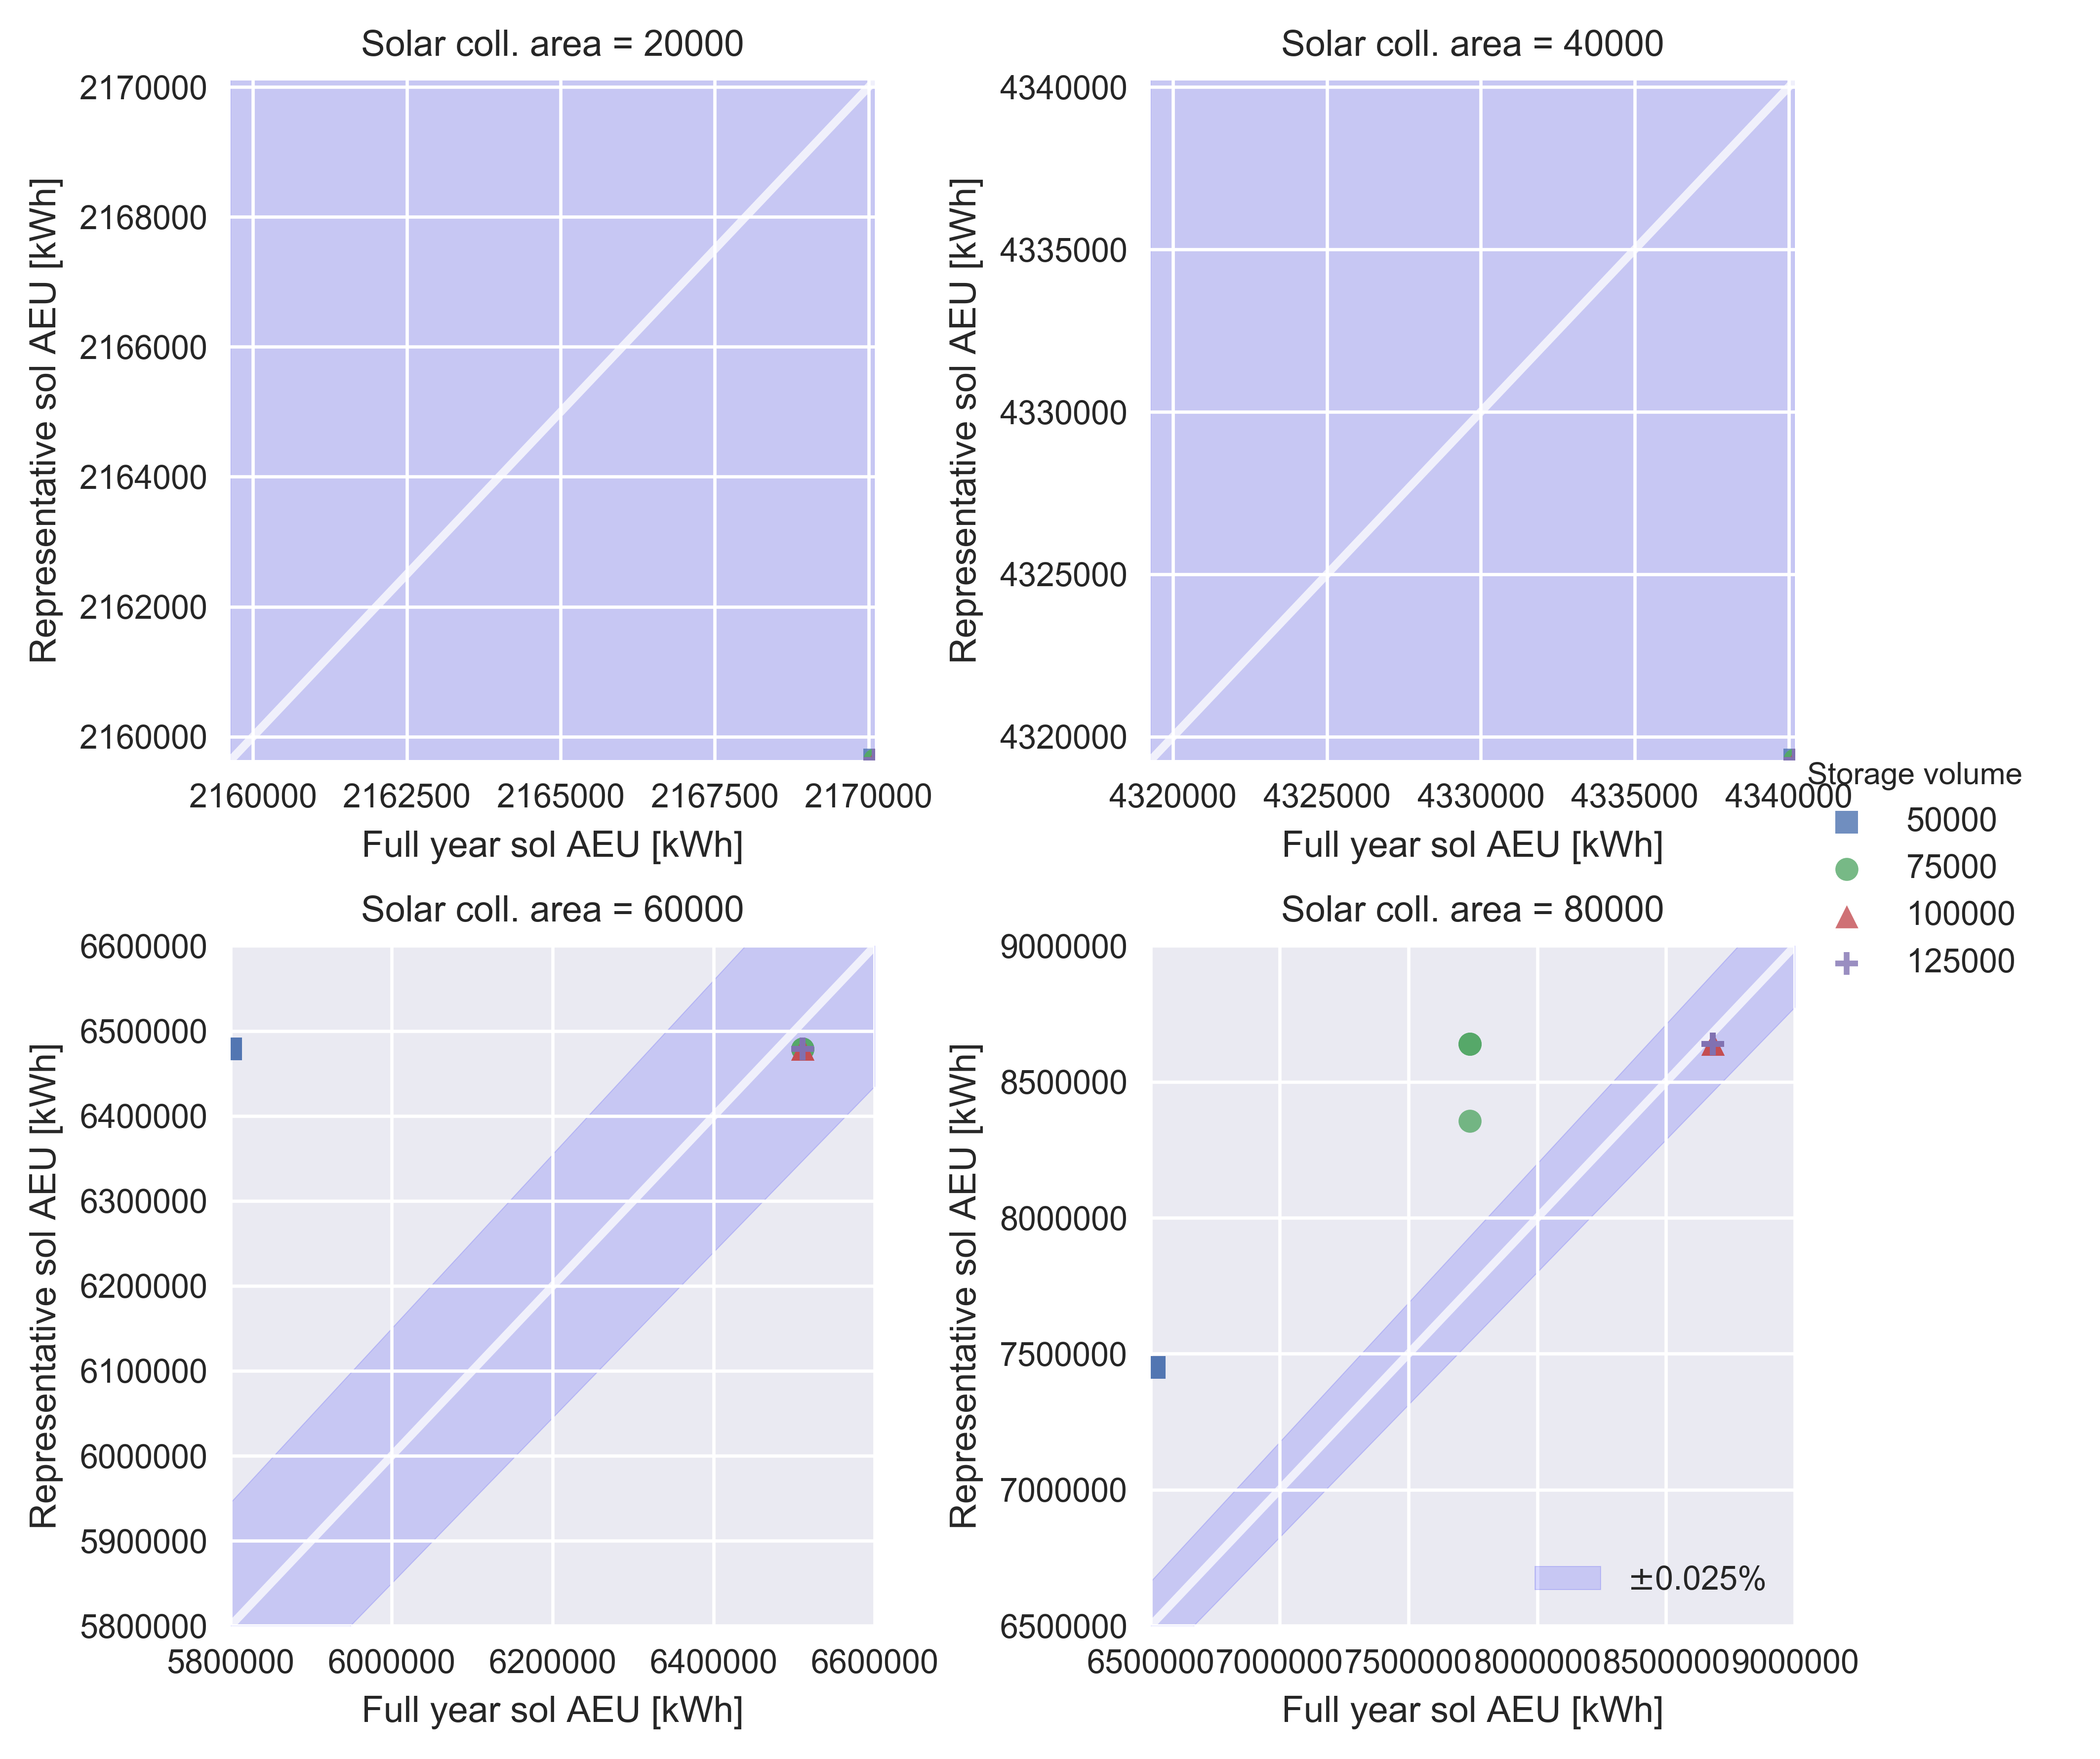 Solar coll. area = 20000
2170000
2168000
2166000
2164000
2162000
2160000
Representative sol AEU [kWh]
2160000 2162500 2165000 2167500 2170000
Full year sol AEU [kWh]
Solar coll. area = 40000
4340000
4335000
4330000
4325000
4320000
Representative sol AEU [kWh]
4320000 4325000 4330000 4335000 4340000
Full year sol AEU [kWh]
Storage volume
50000
75000
100000
125000
Solar coll. area = 60000
6600000
6500000
6400000
6300000
6200000
6100000
6000000
5900000
5800000
Representative sol AEU [kWh]
5800000 6000000 6200000 6400000 6600000
Full year sol AEU [kWh]
Solar coll. area = 80000
9000000
8500000
8000000
7500000
7000000
6500000
Representative sol AEU [kWh]
±0.025%
6500000 7000000 7500000 8000000 8500000 9000000
Full year sol AEU [kWh]